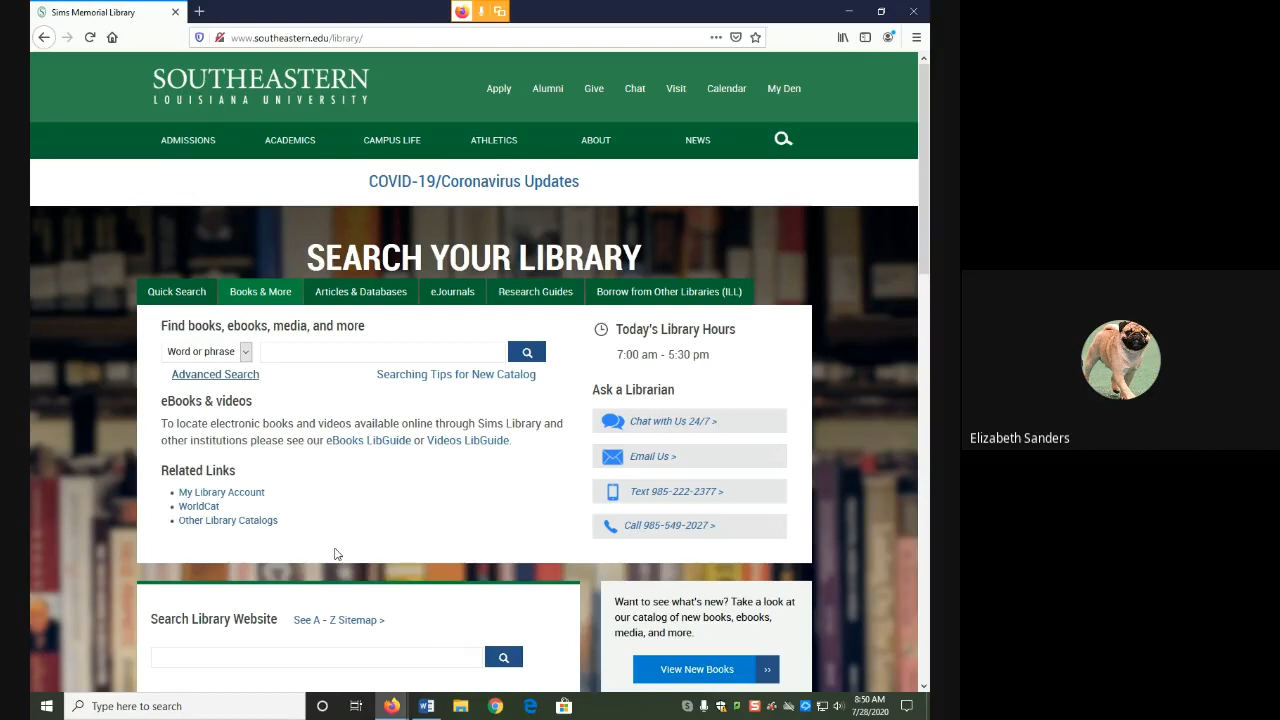 Sims Memorial Library
www.southeastern.edu/library/
SOUTHEASTERN
LOUISIANA UNIVERSITY
Apply Alumni Give Chat Visit Calendar My Den
ADMISSIONS ACADEMICS CAMPUS LIFE ATHLETICS ABOUT NEWS
COVID-19/Coronavirus Updates
SEARCH YOUR LIBRARY
Quick Search Books & More Articles & Databases eJournals Research Guides Borrow from Other Libraries (ILL)
Find books, ebooks, media, and more
Word or phrase
Advanced Search Searching Tips for New Catalog
eBooks & videos
To locate electronic books and videos available online through Sims Library and
other institutions please see our eBooks LibGuide or Videos LibGuide.
Related Links
My Library Account
WorldCat
Other Library Catalogs
Today's Library Hours
7:00 am - 5:30 pm
Ask a Librarian
Chat with Us 24/7 >
Email Us >
Text 985-222-2377 >
Call 985-549-2027 >
Search Library Website See A - Z Sitemap >
Want to see what's new? Take a look at
our catalog of new books, ebooks,
media, and more.
View New Books ››
Elizabeth Sanders
Type here to search
8:50 AM
7/28/2020